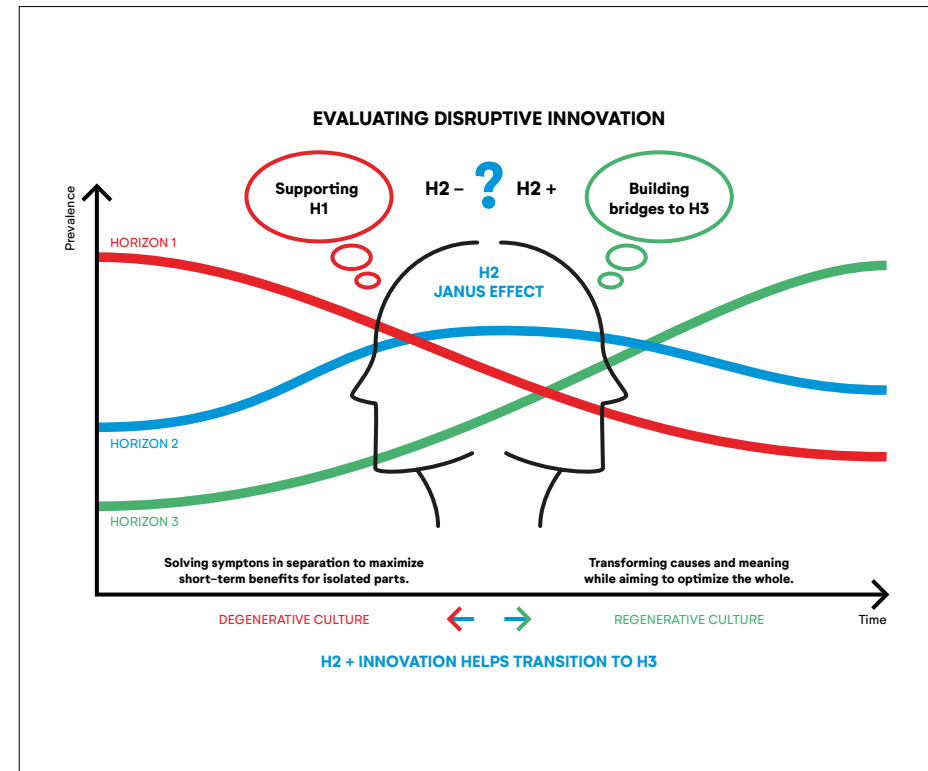 EVALUATING DISRUPTIVE INNOVATION
Supporting
H1
H2 – ? H2 +
Building
bridges to H3
Prevalence
HORIZON 1
H2
JANUS EFFECT
HORIZON 2
HORIZON 3
Solving symptons in separation to maximize
short–term benefits for isolated parts.
Transforming causes and meaning
while aiming to optimize the whole.
DEGENERATIVE CULTURE
REGENERATIVE CULTURE
Time
H2 + INNOVATION HELPS TRANSITION TO H3